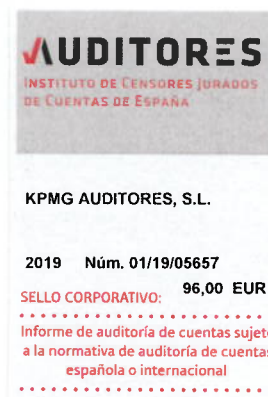 AUDITORES
INSTITUTO DE CENSORES JURADOS
DE CUENTAS DE ESPAÑA
KPMG AUDITORES, S.L.
2019 Núm. 01/19/05657
SELLO CORPORATIVO: 96,00 EUR
Informe de auditoría de cuentas sujet
a la normativa de auditoría de cuentas
española o internacional